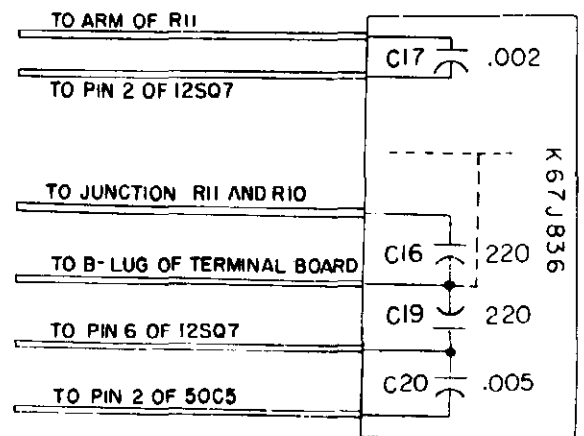 TO ARM OF R11
C17 .002
TO PIN 2 OF 12SQ7
K67J836
TO JUNCTION R11 AND R10
C16 220
TO B- LUG OF TERMINAL BOARD
C19 220
TO PIN 6 OF 12SQ7
C20 .005
TO PIN 2 OF 50C5